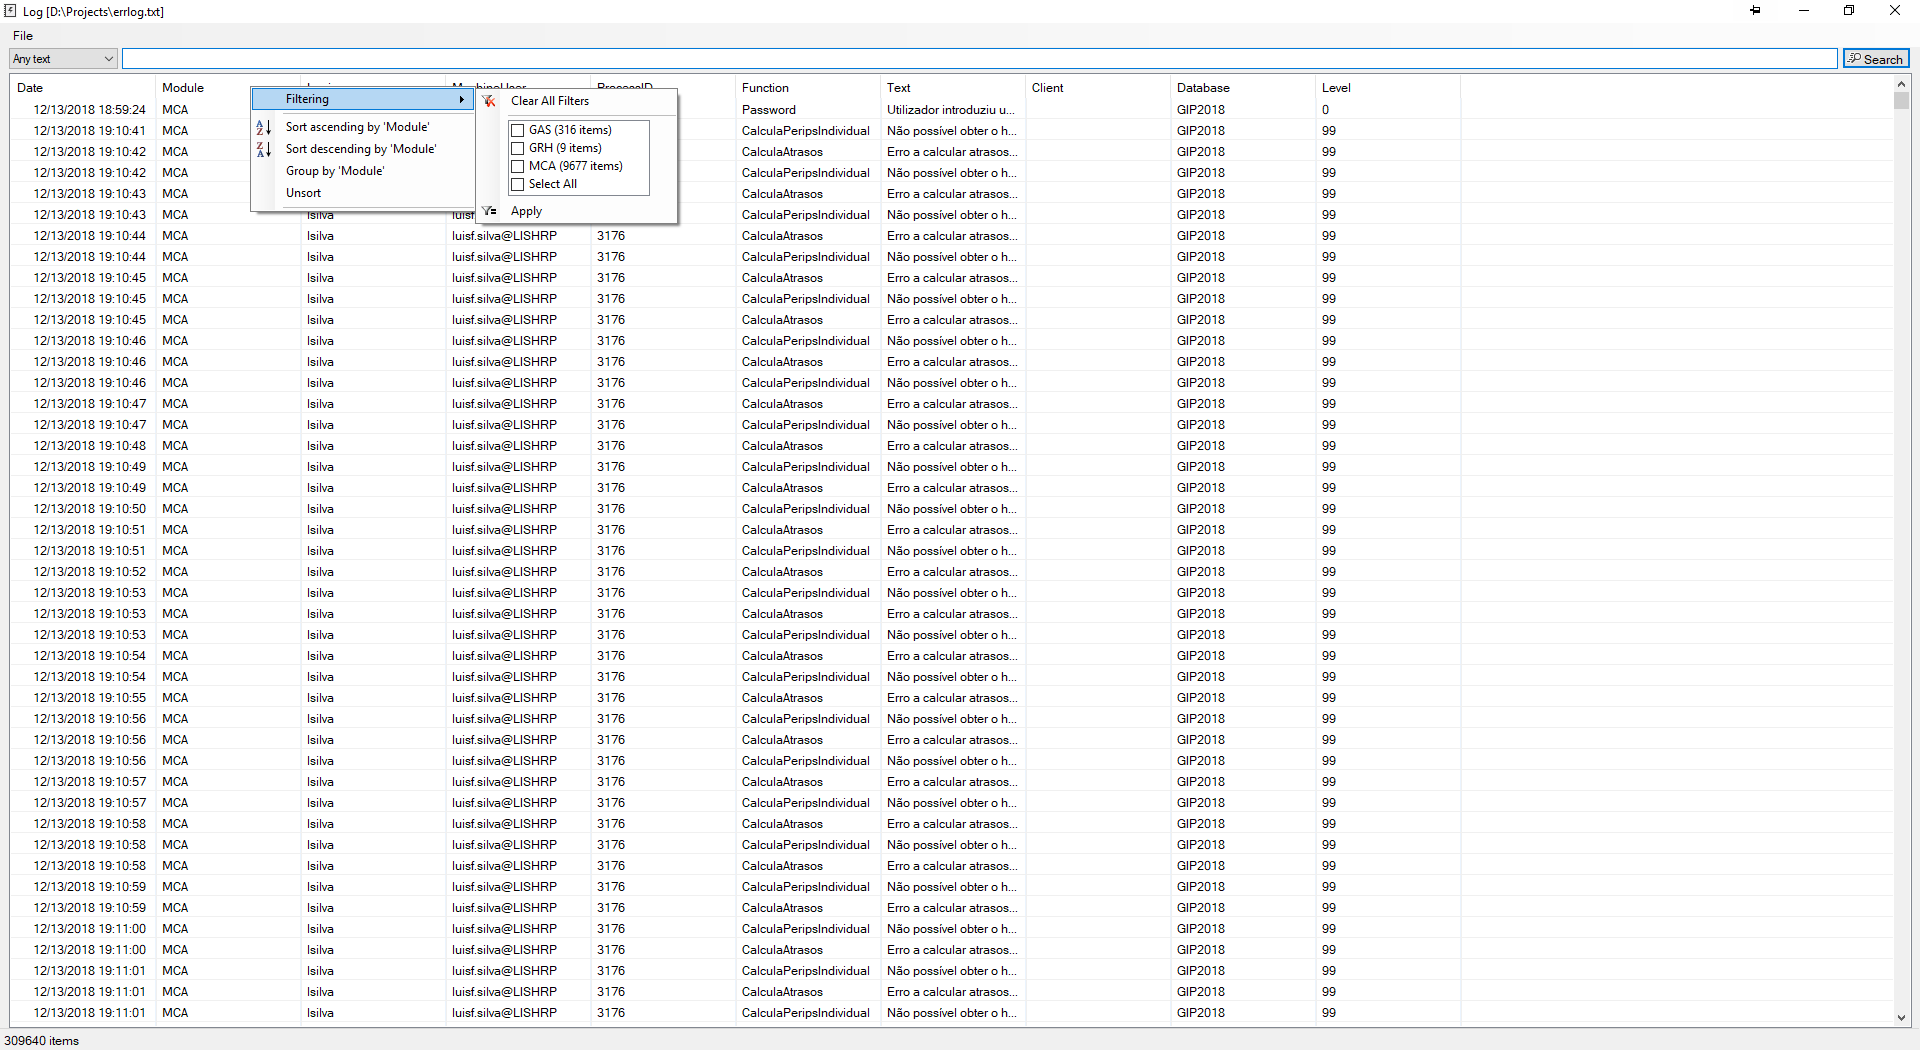 Log [D:\Projects\errlog.txt]
File
Any text Search
Date Module Function Text Client Database Level
Filtering
Sort ascending by 'Module'
Sort descending by 'Module'
Group by 'Module'
Unsort
Clear All Filters
GAS (316 items)
GRH (9 items)
MCA (9677 items)
Select All
Apply
12/13/2018 18:59:24 MCA Password Utilizador introduziu u... GIP2018 0
12/13/2018 19:10:41 MCA CalculaPeripsIndividual Não possível obter o h... GIP2018 99
12/13/2018 19:10:42 MCA CalculaAtrasos Erro a calcular atrasos... GIP2018 99
12/13/2018 19:10:42 MCA CalculaPeripsIndividual Não possível obter o h... GIP2018 99
12/13/2018 19:10:43 MCA CalculaAtrasos Erro a calcular atrasos... GIP2018 99
12/13/2018 19:10:43 MCA lsilva CalculaPeripsIndividual Não possível obter o h... GIP2018 99
12/13/2018 19:10:44 MCA lsilva luisf.silva@LISHRP 3176 CalculaAtrasos Erro a calcular atrasos... GIP2018 99
12/13/2018 19:10:44 MCA lsilva luisf.silva@LISHRP 3176 CalculaPeripsIndividual Não possível obter o h... GIP2018 99
12/13/2018 19:10:45 MCA lsilva luisf.silva@LISHRP 3176 CalculaAtrasos Erro a calcular atrasos... GIP2018 99
12/13/2018 19:10:45 MCA lsilva luisf.silva@LISHRP 3176 CalculaPeripsIndividual Não possível obter o h... GIP2018 99
12/13/2018 19:10:45 MCA lsilva luisf.silva@LISHRP 3176 CalculaAtrasos Erro a calcular atrasos... GIP2018 99
12/13/2018 19:10:46 MCA lsilva luisf.silva@LISHRP 3176 CalculaPeripsIndividual Não possível obter o h... GIP2018 99
12/13/2018 19:10:46 MCA lsilva luisf.silva@LISHRP 3176 CalculaAtrasos Erro a calcular atrasos... GIP2018 99
12/13/2018 19:10:46 MCA lsilva luisf.silva@LISHRP 3176 CalculaPeripsIndividual Não possível obter o h... GIP2018 99
12/13/2018 19:10:47 MCA lsilva luisf.silva@LISHRP 3176 CalculaAtrasos Erro a calcular atrasos... GIP2018 99
12/13/2018 19:10:47 MCA lsilva luisf.silva@LISHRP 3176 CalculaPeripsIndividual Não possível obter o h... GIP2018 99
12/13/2018 19:10:48 MCA lsilva luisf.silva@LISHRP 3176 CalculaAtrasos Erro a calcular atrasos... GIP2018 99
12/13/2018 19:10:49 MCA lsilva luisf.silva@LISHRP 3176 CalculaPeripsIndividual Não possível obter o h... GIP2018 99
12/13/2018 19:10:49 MCA lsilva luisf.silva@LISHRP 3176 CalculaAtrasos Erro a calcular atrasos... GIP2018 99
12/13/2018 19:10:50 MCA lsilva luisf.silva@LISHRP 3176 CalculaPeripsIndividual Não possível obter o h... GIP2018 99
12/13/2018 19:10:51 MCA lsilva luisf.silva@LISHRP 3176 CalculaAtrasos Erro a calcular atrasos... GIP2018 99
12/13/2018 19:10:51 MCA lsilva luisf.silva@LISHRP 3176 CalculaPeripsIndividual Não possível obter o h... GIP2018 99
12/13/2018 19:10:52 MCA lsilva luisf.silva@LISHRP 3176 CalculaAtrasos Erro a calcular atrasos... GIP2018 99
12/13/2018 19:10:53 MCA lsilva luisf.silva@LISHRP 3176 CalculaPeripsIndividual Não possível obter o h... GIP2018 99
12/13/2018 19:10:53 MCA lsilva luisf.silva@LISHRP 3176 CalculaAtrasos Erro a calcular atrasos... GIP2018 99
12/13/2018 19:10:53 MCA lsilva luisf.silva@LISHRP 3176 CalculaPeripsIndividual Não possível obter o h... GIP2018 99
12/13/2018 19:10:54 MCA lsilva luisf.silva@LISHRP 3176 CalculaAtrasos Erro a calcular atrasos... GIP2018 99
12/13/2018 19:10:54 MCA lsilva luisf.silva@LISHRP 3176 CalculaPeripsIndividual Não possível obter o h... GIP2018 99
12/13/2018 19:10:55 MCA lsilva luisf.silva@LISHRP 3176 CalculaAtrasos Erro a calcular atrasos... GIP2018 99
12/13/2018 19:10:56 MCA lsilva luisf.silva@LISHRP 3176 CalculaPeripsIndividual Não possível obter o h... GIP2018 99
12/13/2018 19:10:56 MCA lsilva luisf.silva@LISHRP 3176 CalculaAtrasos Erro a calcular atrasos... GIP2018 99
12/13/2018 19:10:56 MCA lsilva luisf.silva@LISHRP 3176 CalculaPeripsIndividual Não possível obter o h... GIP2018 99
12/13/2018 19:10:57 MCA lsilva luisf.silva@LISHRP 3176 CalculaAtrasos Erro a calcular atrasos... GIP2018 99
12/13/2018 19:10:57 MCA lsilva luisf.silva@LISHRP 3176 CalculaPeripsIndividual Não possível obter o h... GIP2018 99
12/13/2018 19:10:58 MCA lsilva luisf.silva@LISHRP 3176 CalculaAtrasos Erro a calcular atrasos... GIP2018 99
12/13/2018 19:10:58 MCA lsilva luisf.silva@LISHRP 3176 CalculaPeripsIndividual Não possível obter o h... GIP2018 99
12/13/2018 19:10:58 MCA lsilva luisf.silva@LISHRP 3176 CalculaAtrasos Erro a calcular atrasos... GIP2018 99
12/13/2018 19:10:59 MCA lsilva luisf.silva@LISHRP 3176 CalculaPeripsIndividual Não possível obter o h... GIP2018 99
12/13/2018 19:10:59 MCA lsilva luisf.silva@LISHRP 3176 CalculaAtrasos Erro a calcular atrasos... GIP2018 99
12/13/2018 19:11:00 MCA lsilva luisf.silva@LISHRP 3176 CalculaPeripsIndividual Não possível obter o h... GIP2018 99
12/13/2018 19:11:00 MCA lsilva luisf.silva@LISHRP 3176 CalculaAtrasos Erro a calcular atrasos... GIP2018 99
12/13/2018 19:11:01 MCA lsilva luisf.silva@LISHRP 3176 CalculaPeripsIndividual Não possível obter o h... GIP2018 99
12/13/2018 19:11:01 MCA lsilva luisf.silva@LISHRP 3176 CalculaAtrasos Erro a calcular atrasos... GIP2018 99
12/13/2018 19:11:01 MCA lsilva luisf.silva@LISHRP 3176 CalculaPeripsIndividual Não possível obter o h... GIP2018 99
309640 items